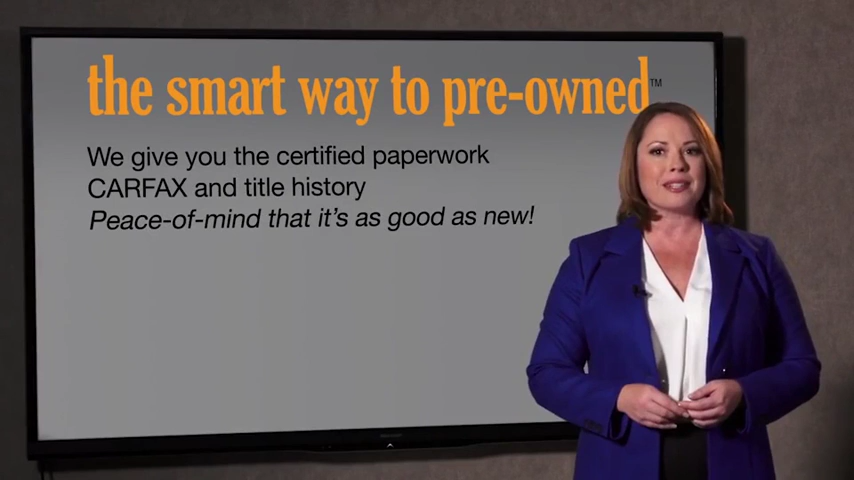 the smart way to pre-owned™
We give you the certified paperwork
CARFAX and title history
Peace-of-mind that it's as good as new!